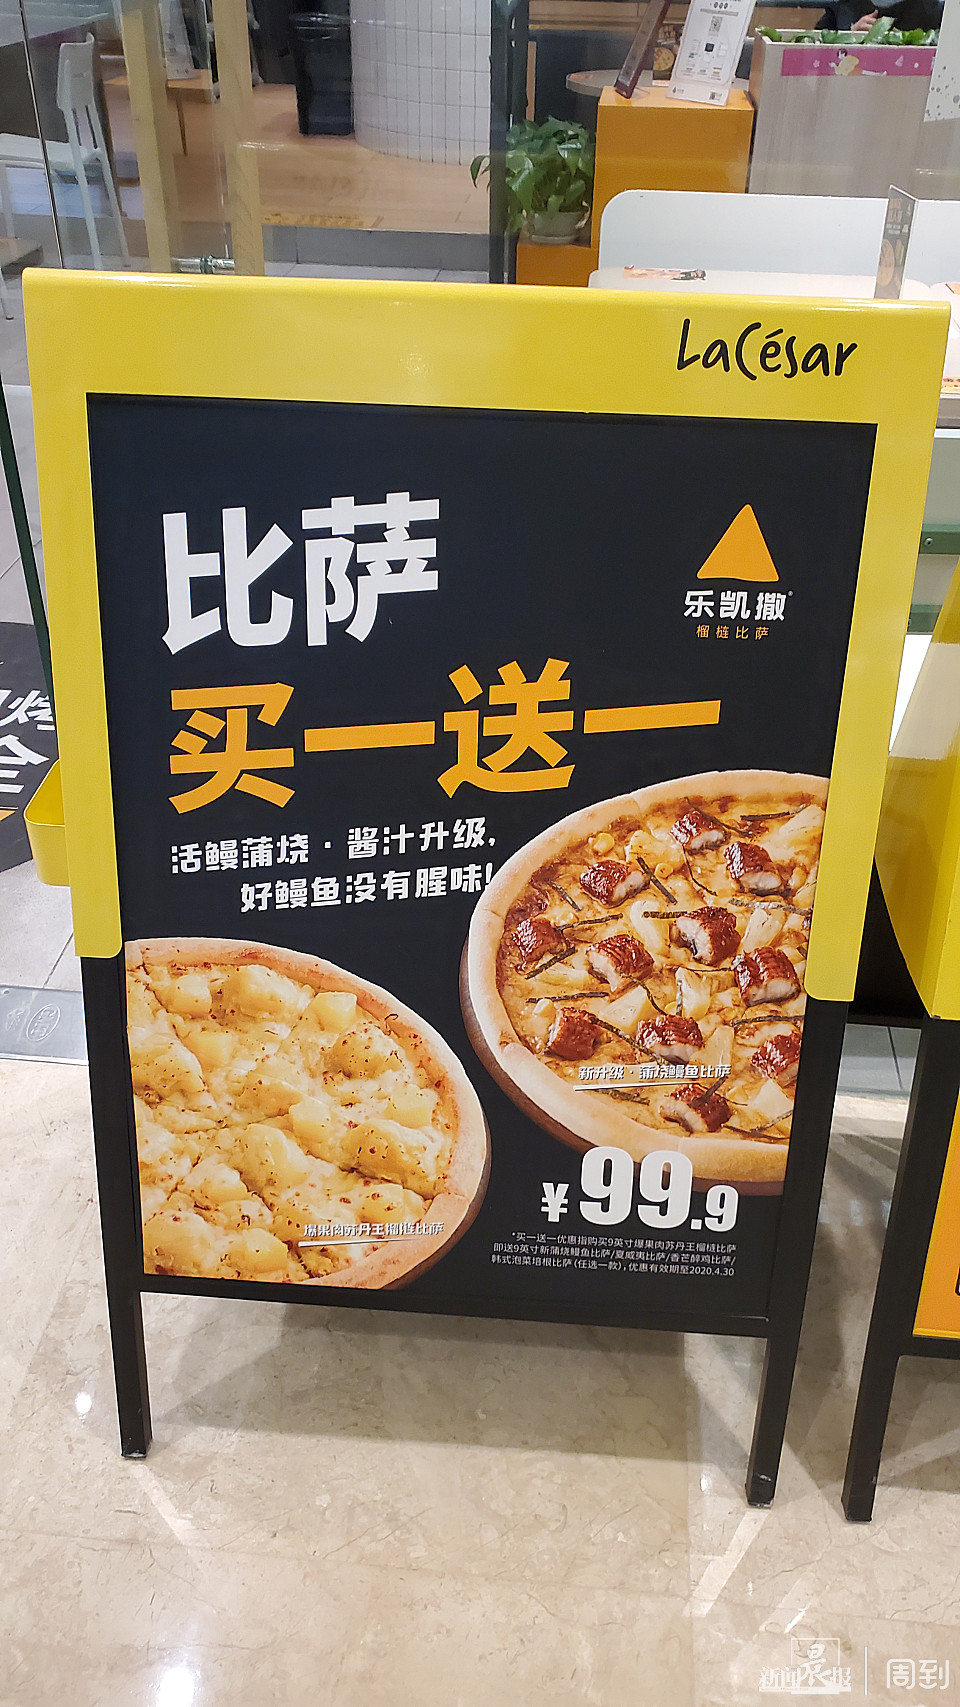 LaCésar
比萨
乐凯撒®
榴梿比萨
买一送一
活鳗蒲烧·酱汁升级,
好鳗鱼没有腥味!
新升级·蒲烧鳗鱼比萨
爆果肉苏丹王榴梿比萨
¥99.9
*买一送一优惠指购买9英寸爆果肉苏丹王榴梿比萨
即送9英寸新蒲烧鳗鱼比萨/夏威夷比萨/香芒醉鸡比萨/
韩式泡菜培根比萨(任选一款),优惠有效期至2020.4.30
烤
全
新闻晨报
周到